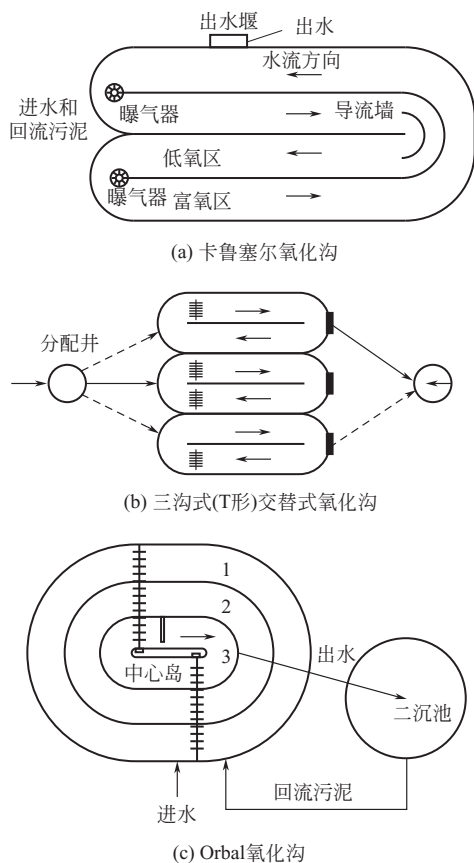 出水堰
出水
水流方向
进水和
回流污泥
曝气器
导流墙
低氧区
曝气器
富氧区
(a) 卡鲁塞尔氧化沟
分配井
(b) 三沟式(T形)交替式氧化沟
1
2
3
中心岛
出水
二沉池
进水
回流污泥
(c) Orbal氧化沟